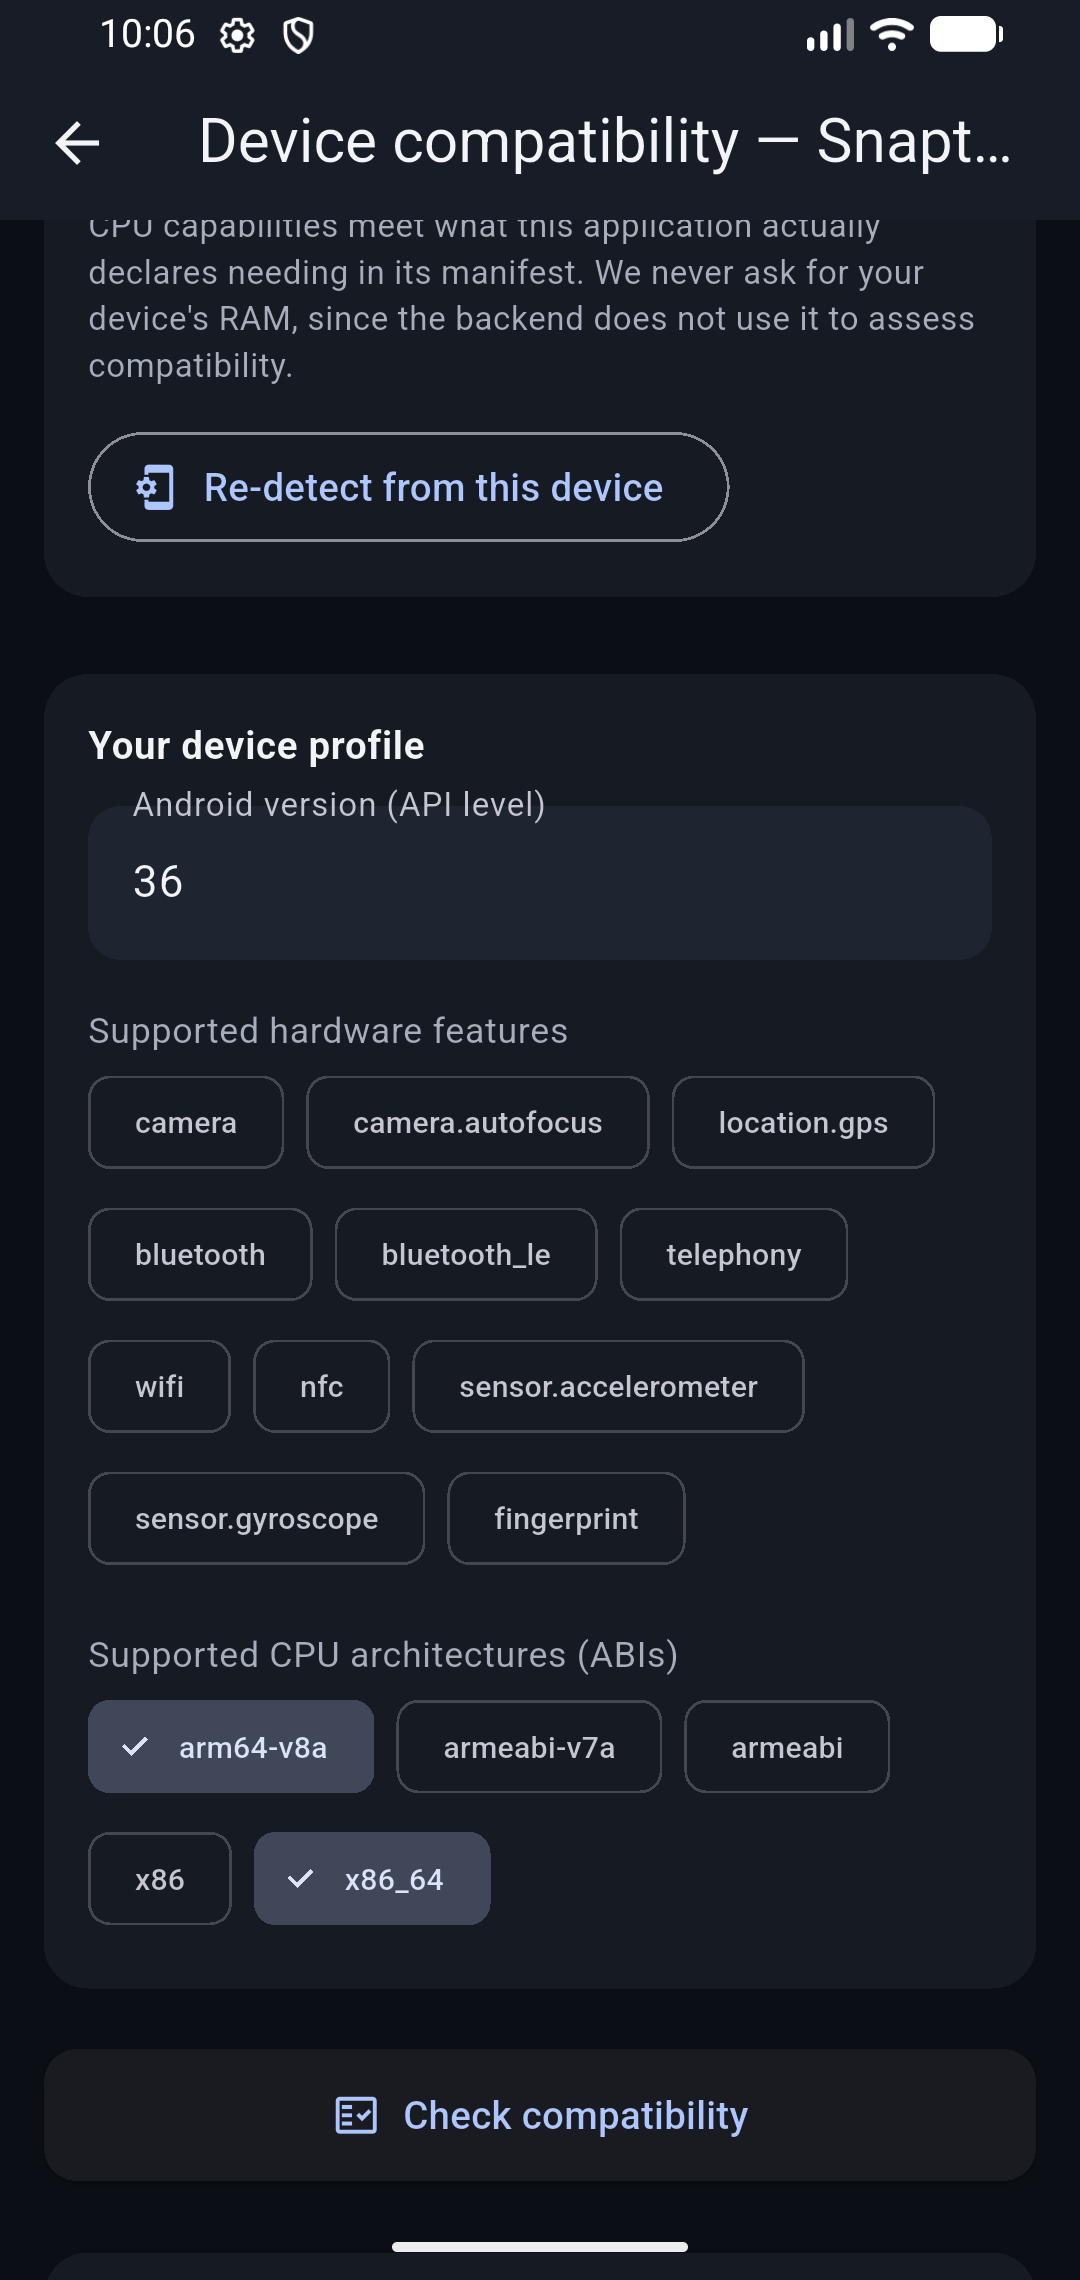 10:06
Device compatibility — Snapt...
CPU capabilities meet what this application actually
declares needing in its manifest. We never ask for your
device's RAM, since the backend does not use it to assess
compatibility.
Re-detect from this device
Your device profile
Android version (API level)
36
Supported hardware features
camera
camera.autofocus
location.gps
bluetooth
bluetooth_le
telephony
wifi
nfc
sensor.accelerometer
sensor.gyroscope
fingerprint
Supported CPU architectures (ABIs)
arm64-v8a
armeabi-v7a
armeabi
x86
x86_64
Check compatibility